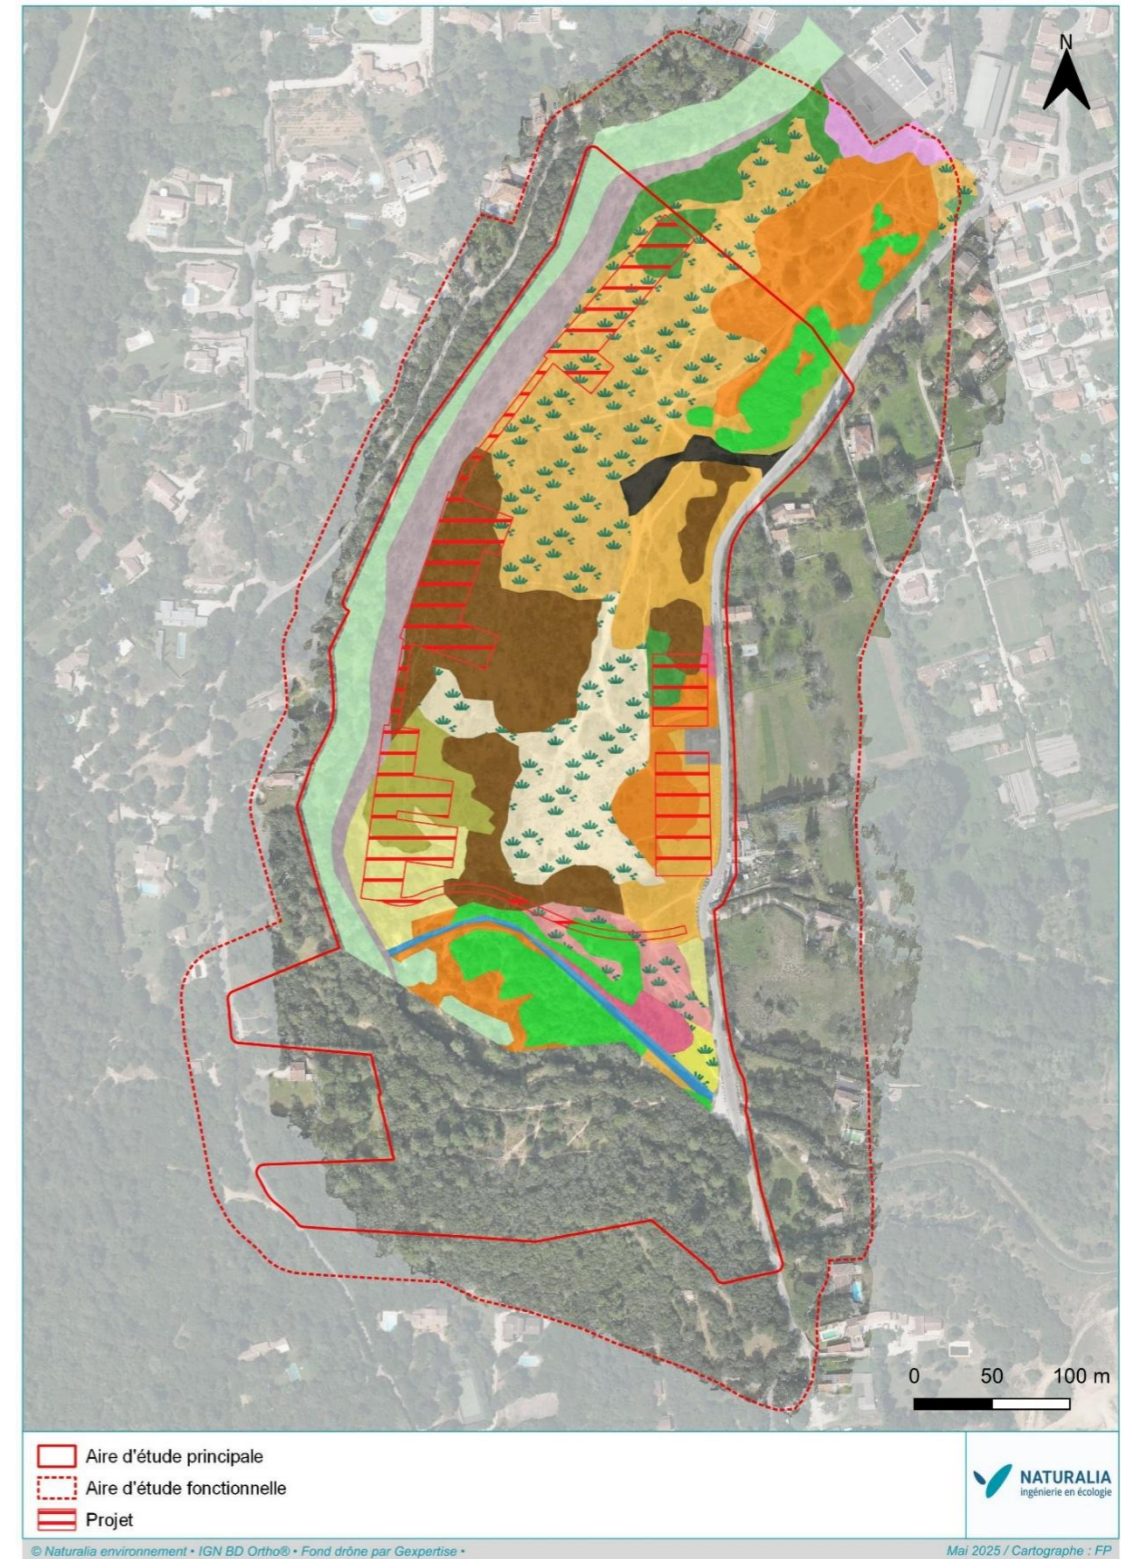 N
0 50 100 m
Aire d'étude principale
Aire d'étude fonctionnelle
Projet
NATURALIA
ingénierie en écologie
© Naturalia environnement • IGN BD Ortho® • Fond drône par Gexpertise •
Mai 2025 / Cartographe : FP